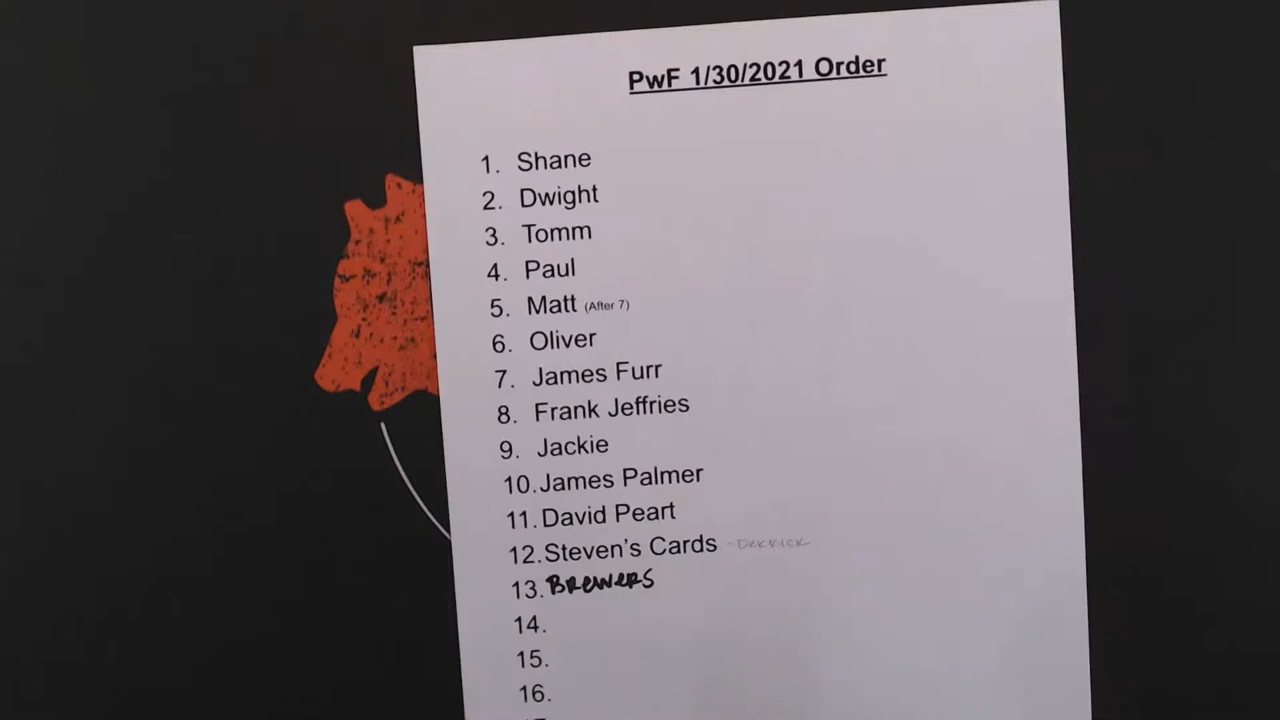 PwF 1/30/2021 Order
1. Shane
2. Dwight
3. Tomm
4. Paul
5. Matt (After 7)
6. Oliver
7. James Furr
8. Frank Jeffries
9. Jackie
10. James Palmer
11. David Peart
12. Steven's Cards - DERRICK
13. BReweRS
14.
15.
16.